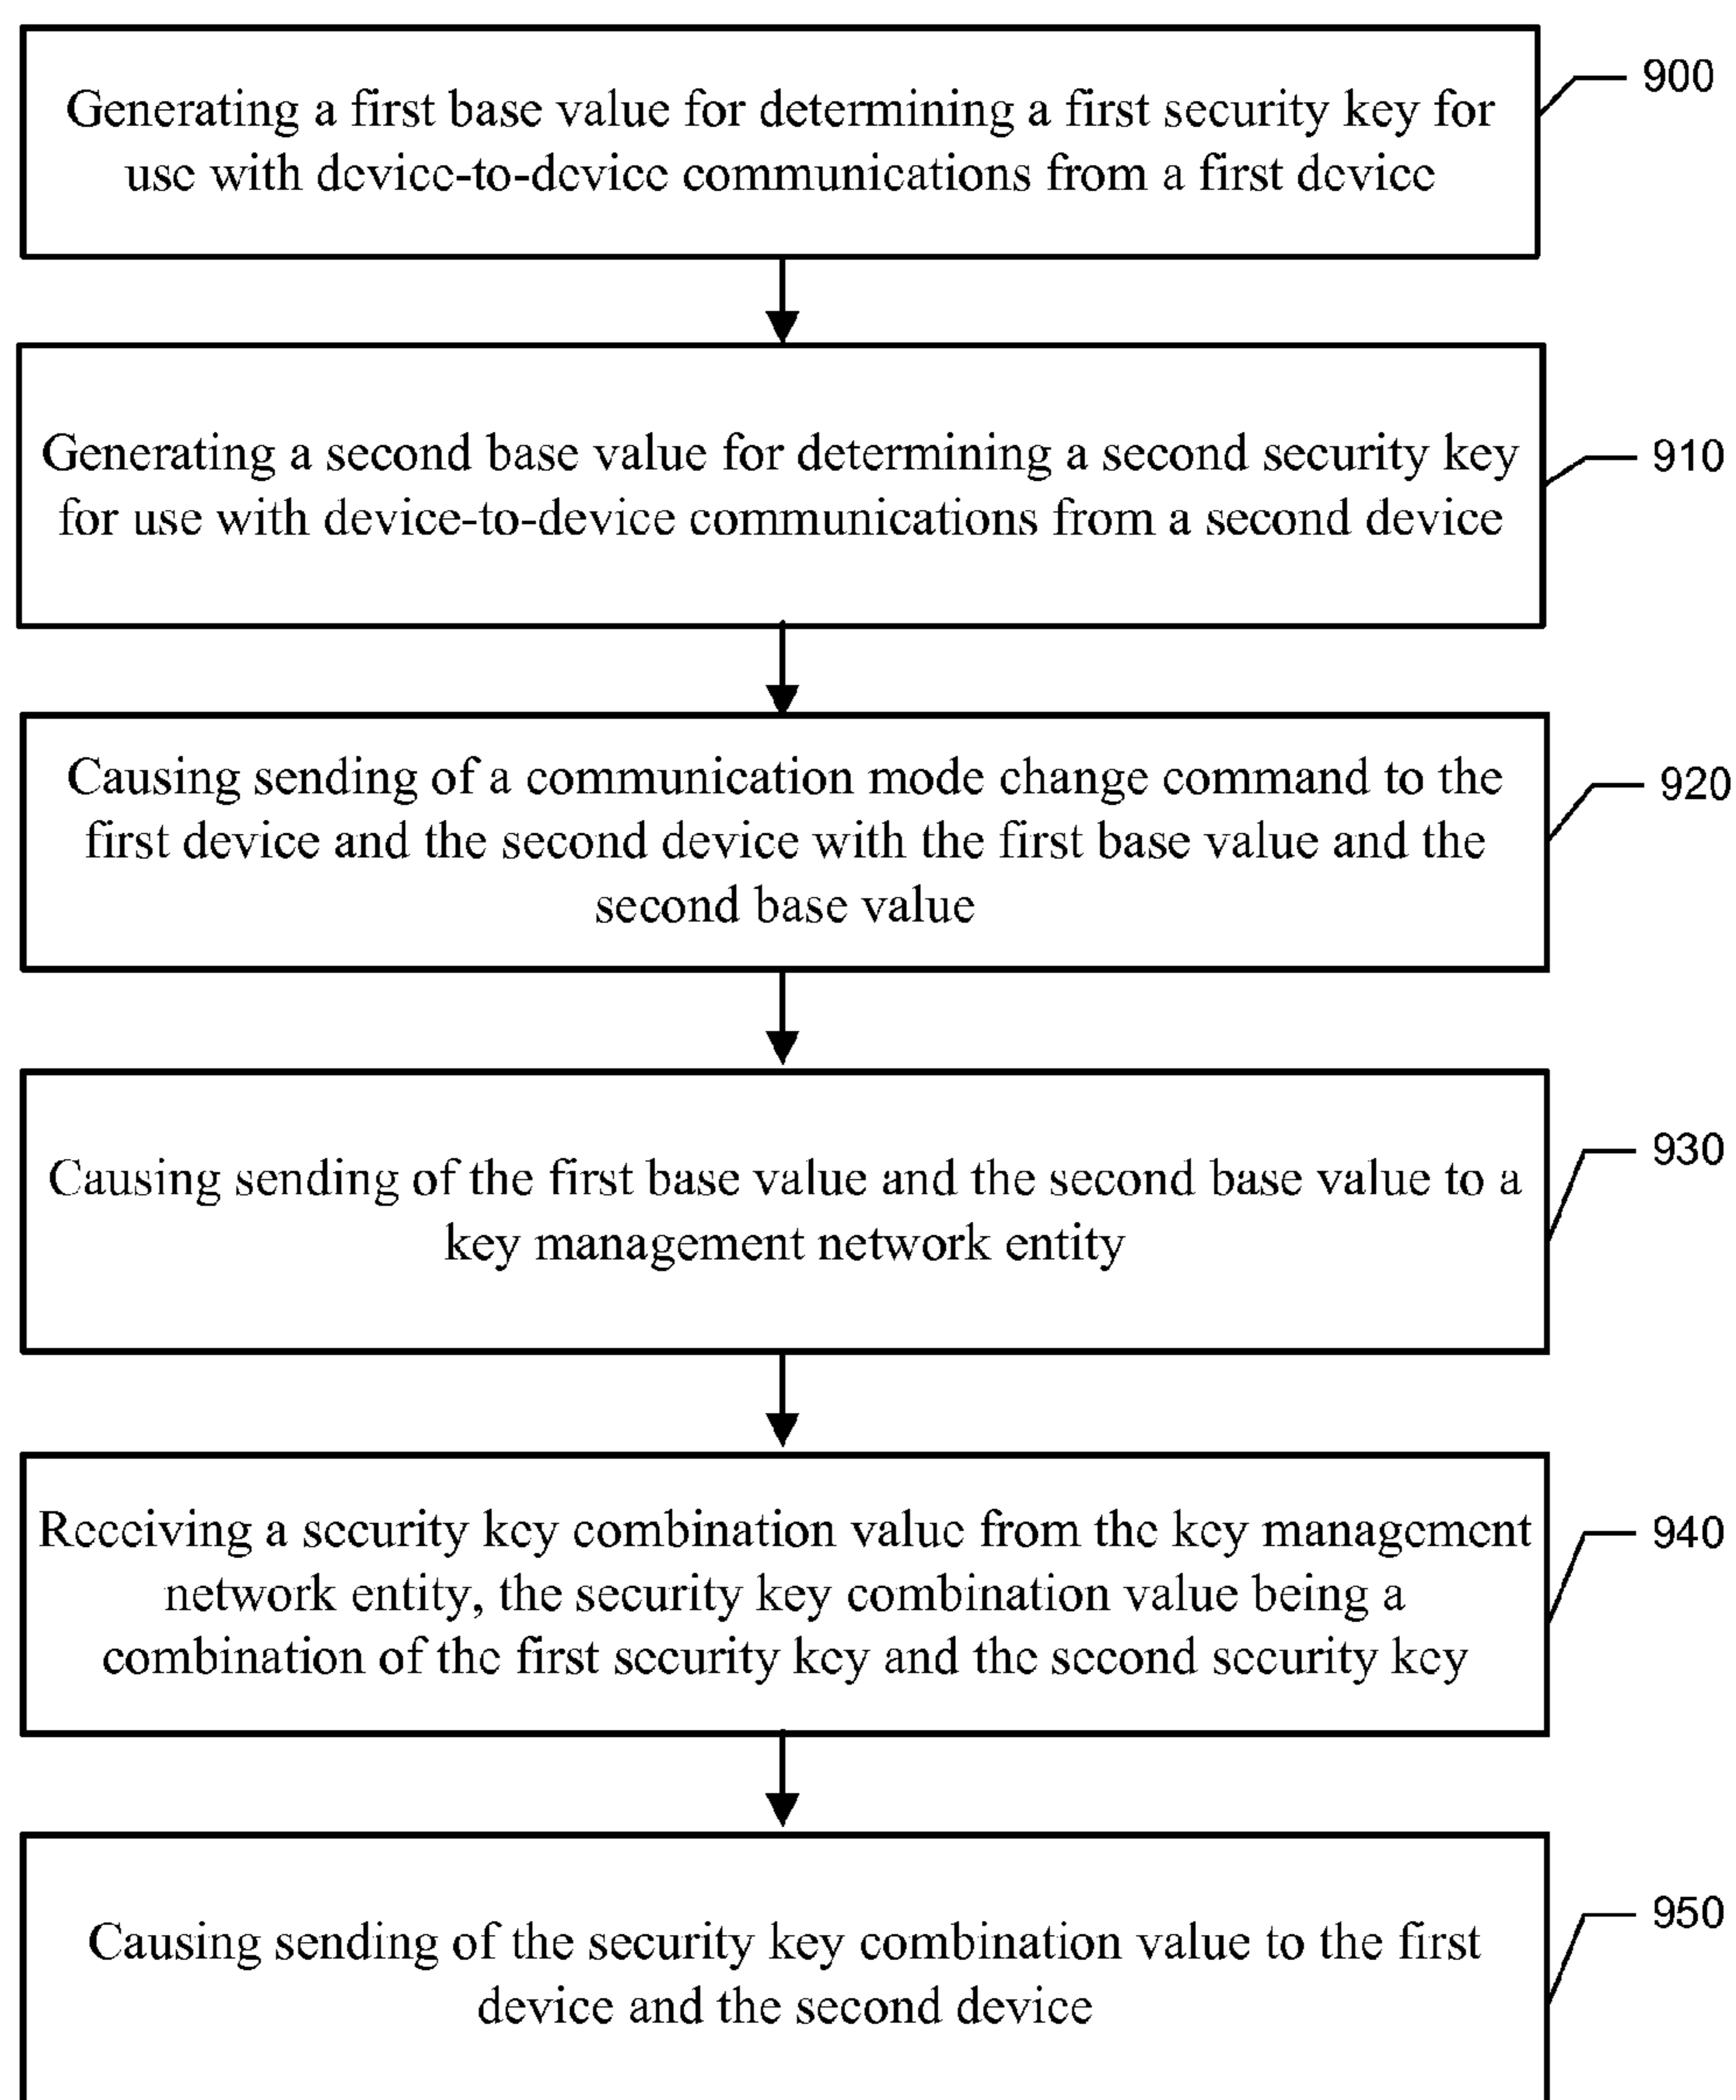 Generating a first base value for determining a first security key for
use with device-to-device communications from a first device
900
Generating a second base value for determining a second security key
for use with device-to-device communications from a second device
910
Causing sending of a communication mode change command to the
first device and the second device with the first base value and the
second base value
920
Causing sending of the first base value and the second base value to a
key management network entity
930
Receiving a security key combination value from the key management
network entity, the security key combination value being a
combination of the first security key and the second security key
940
Causing sending of the security key combination value to the first
device and the second device
950